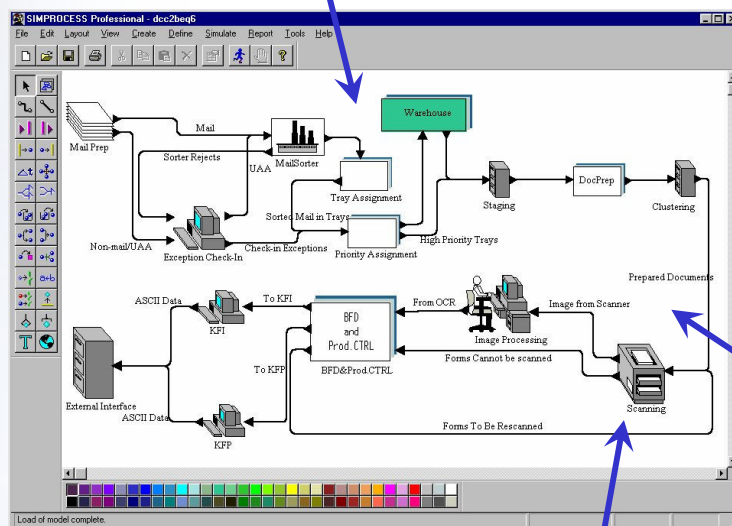 SIMPROCESS Professional - dcc2beq6
File Edit Layout View Create Define Simulate Report Tools Help
Mail Prep
Mail
Sorter Rejects
UAA
MailSorter
Warehouse
Tray Assignment
Staging
DocPrep
Clustering
Non-mail/UAA
Exception Check-In
Sorted Mail in Trays
Check-in Exceptions
Priority Assignment
High Priority Trays
Prepared Documents
ASCII Data
KFI
To KFI
BFD
and
Prod.CTRL
BFD&Prod.CTRL
From OCR
Image Processing
Image from Scanner
Forms Cannot be scanned
Scanning
To KFP
External Interface
ASCII Data
KFP
Forms To Be Rescanned
Δt
a+b
T
Load of model complete.